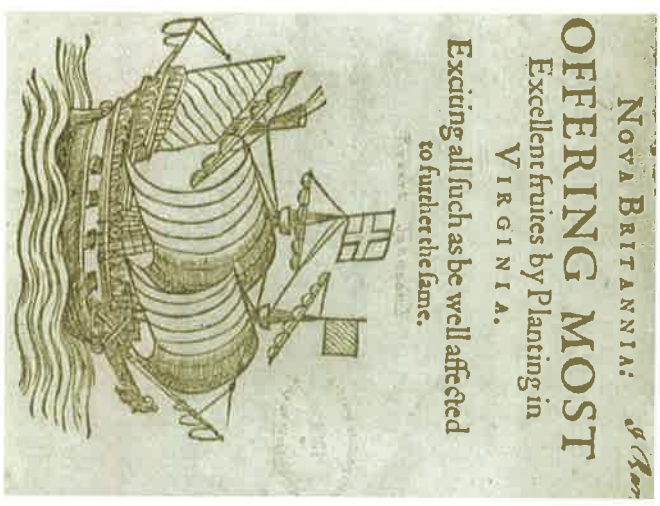 NOVA BRITANNIA:
OFFERING MOST
Excellent fruites by Planting in
VIRGINIA.
Exciting all ſuch as be well affected
to further the ſame.